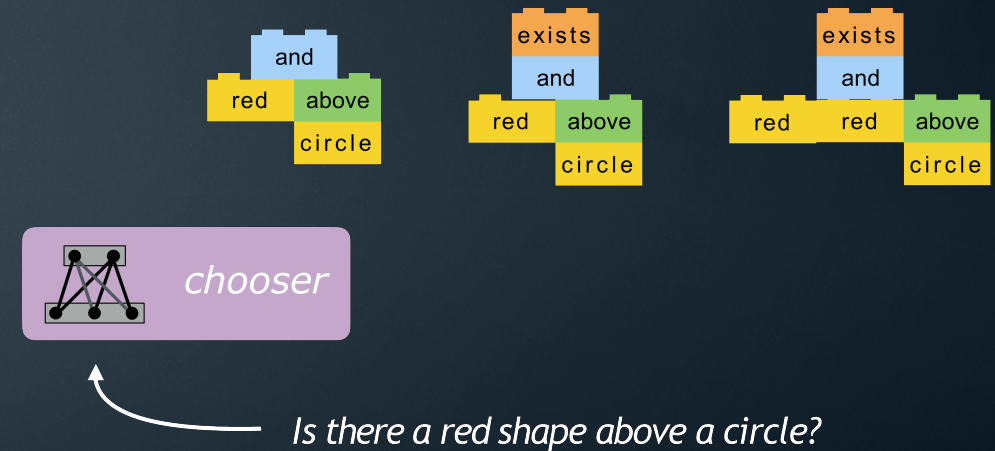 and
red above
circle
exists
and
red above
circle
exists
and
red red above
circle
chooser
Is there a red shape above a circle?